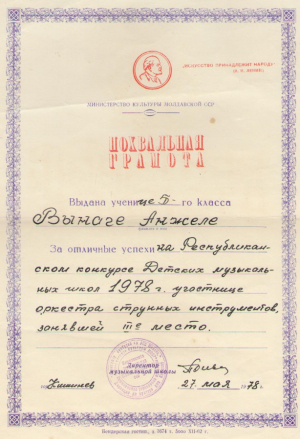 «ИСКУССТВО ПРИНАДЛЕЖИТ НАРОДУ»
(В. И. ЛЕНИН)
МИНИСТЕРСТВО КУЛЬТУРЫ МОЛДАВСКОЙ ССР
ПОХВАЛЬНАЯ
ГРАМОТА
Выдана ученице 5-го класса
Вынаге Анжеле
За отличные успехи на Республикан-
ском конкурсе Детских музыкаль-
ных школ 1978 г. участнице
оркестра струнных инструментов,
занявшей IIIе место.
Директор
музыкальной школы
г. Кишинев
27 мая 1978 г.